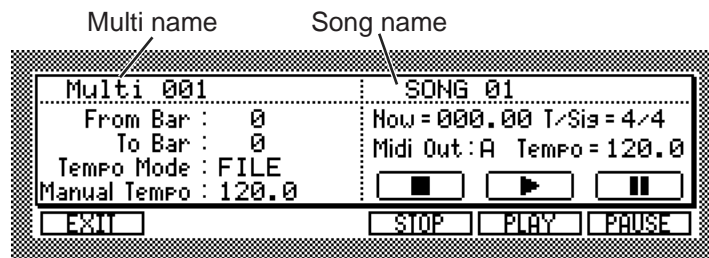 Multi name
Song name
Multi 001
SONG 01
From Bar : 0
To Bar : 0
Tempo Mode : FILE
Manual Tempo : 120.0
Now = 000.00 T/Sig = 4/4
Midi Out : A Tempo = 120.0
EXIT
STOP
PLAY
PAUSE